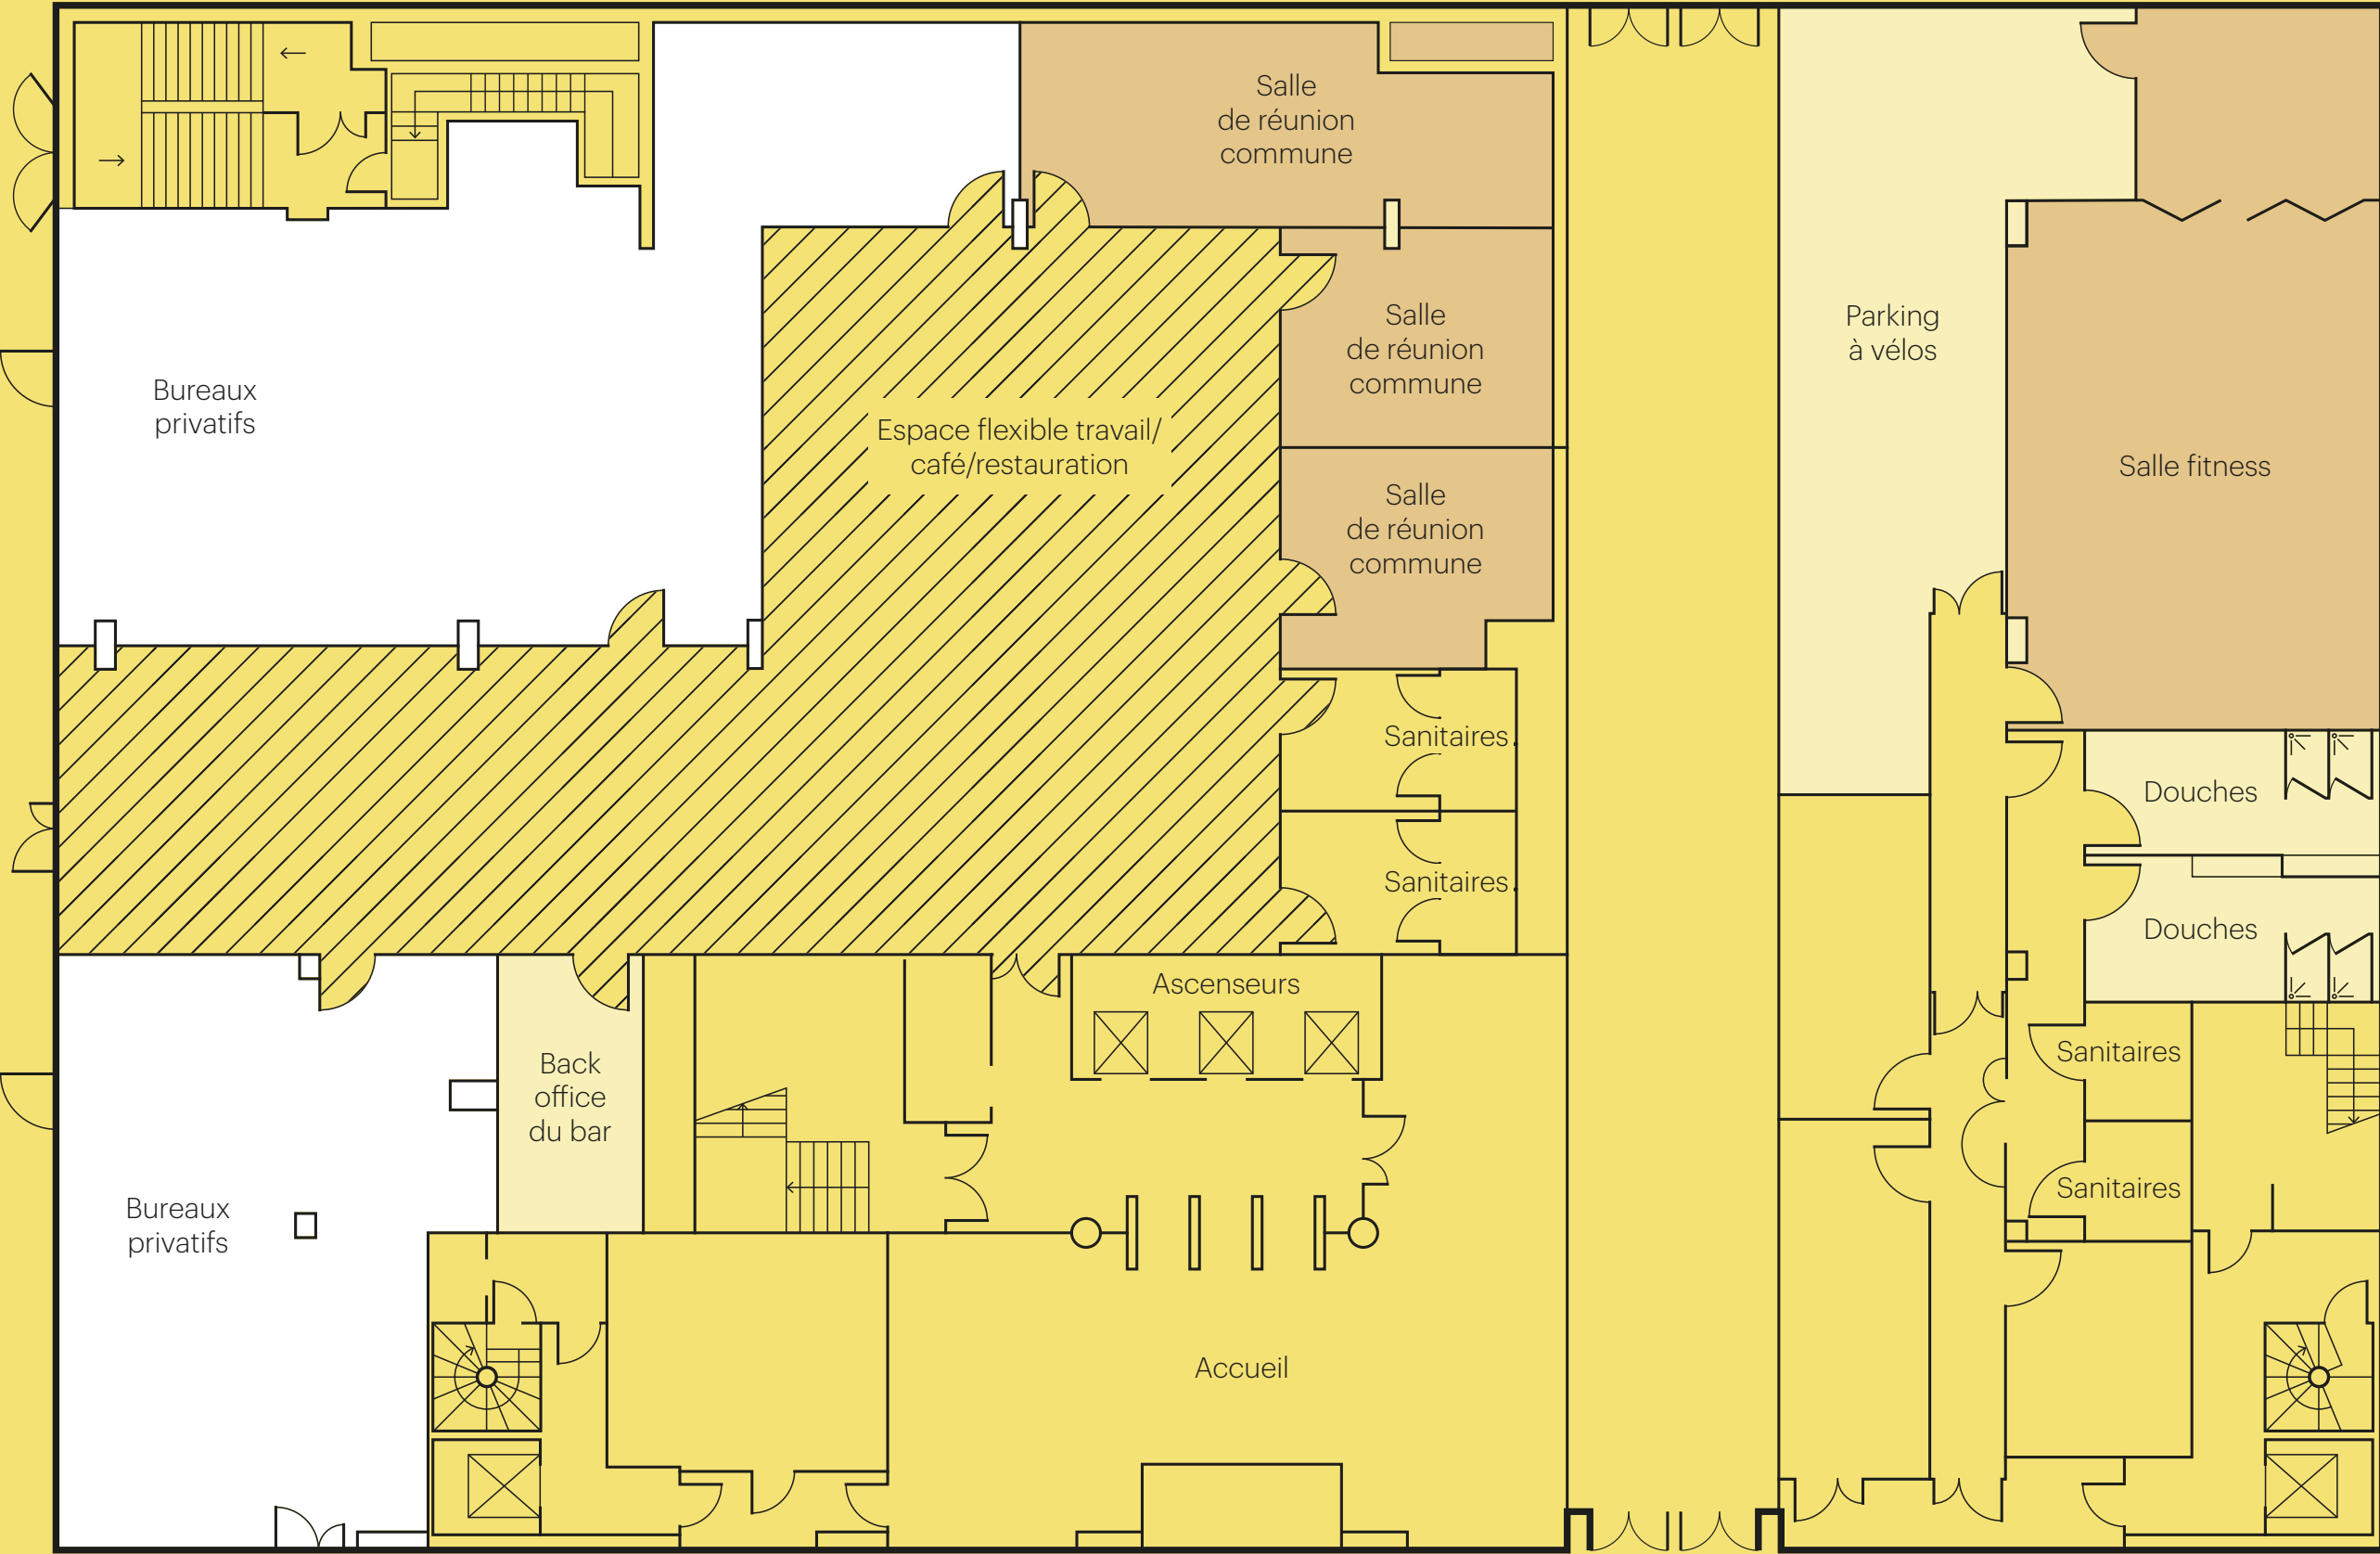 Salle
de réunion
commune
Salle
de réunion
commune
Parking
à vélos
Bureaux
privatifs
Espace flexible travail/
café/restauration
Salle fitness
Salle
de réunion
commune
Sanitaires
Douches
Sanitaires
Douches
Ascenseurs
Back
office
du bar
Sanitaires
Sanitaires
Bureaux
privatifs
Accueil